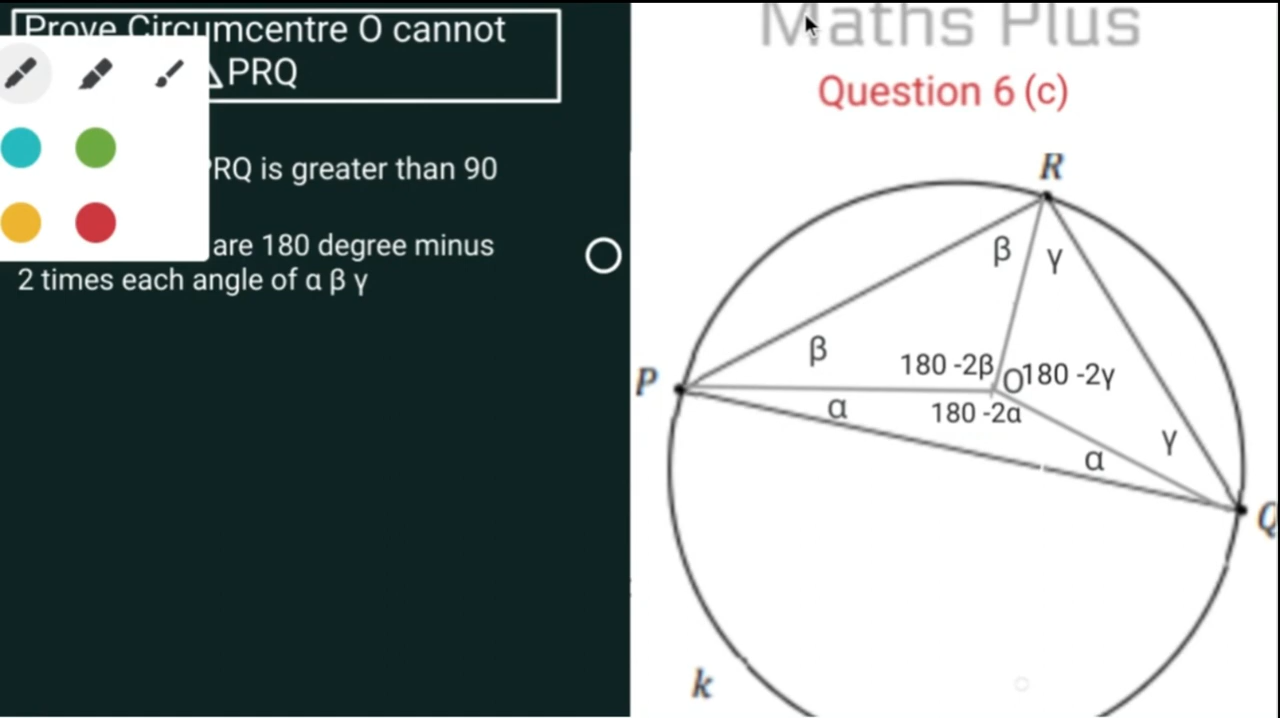 Prove Circumcentre O cannot
△PRQ
PRQ is greater than 90
are 180 degree minus
2 times each angle of α β γ
Maths Plus
Question 6 (c)
R
β γ
β
180 -2β
O
180 -2γ
P
α
180 -2α
γ
α
Q
k